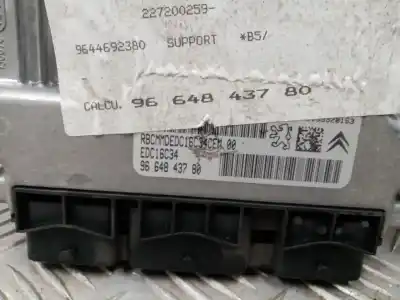 227200259-
9644692380 SUPPORT *B5/
CALCU. 96 648 437 80
EDC16C34
96 648 437 80